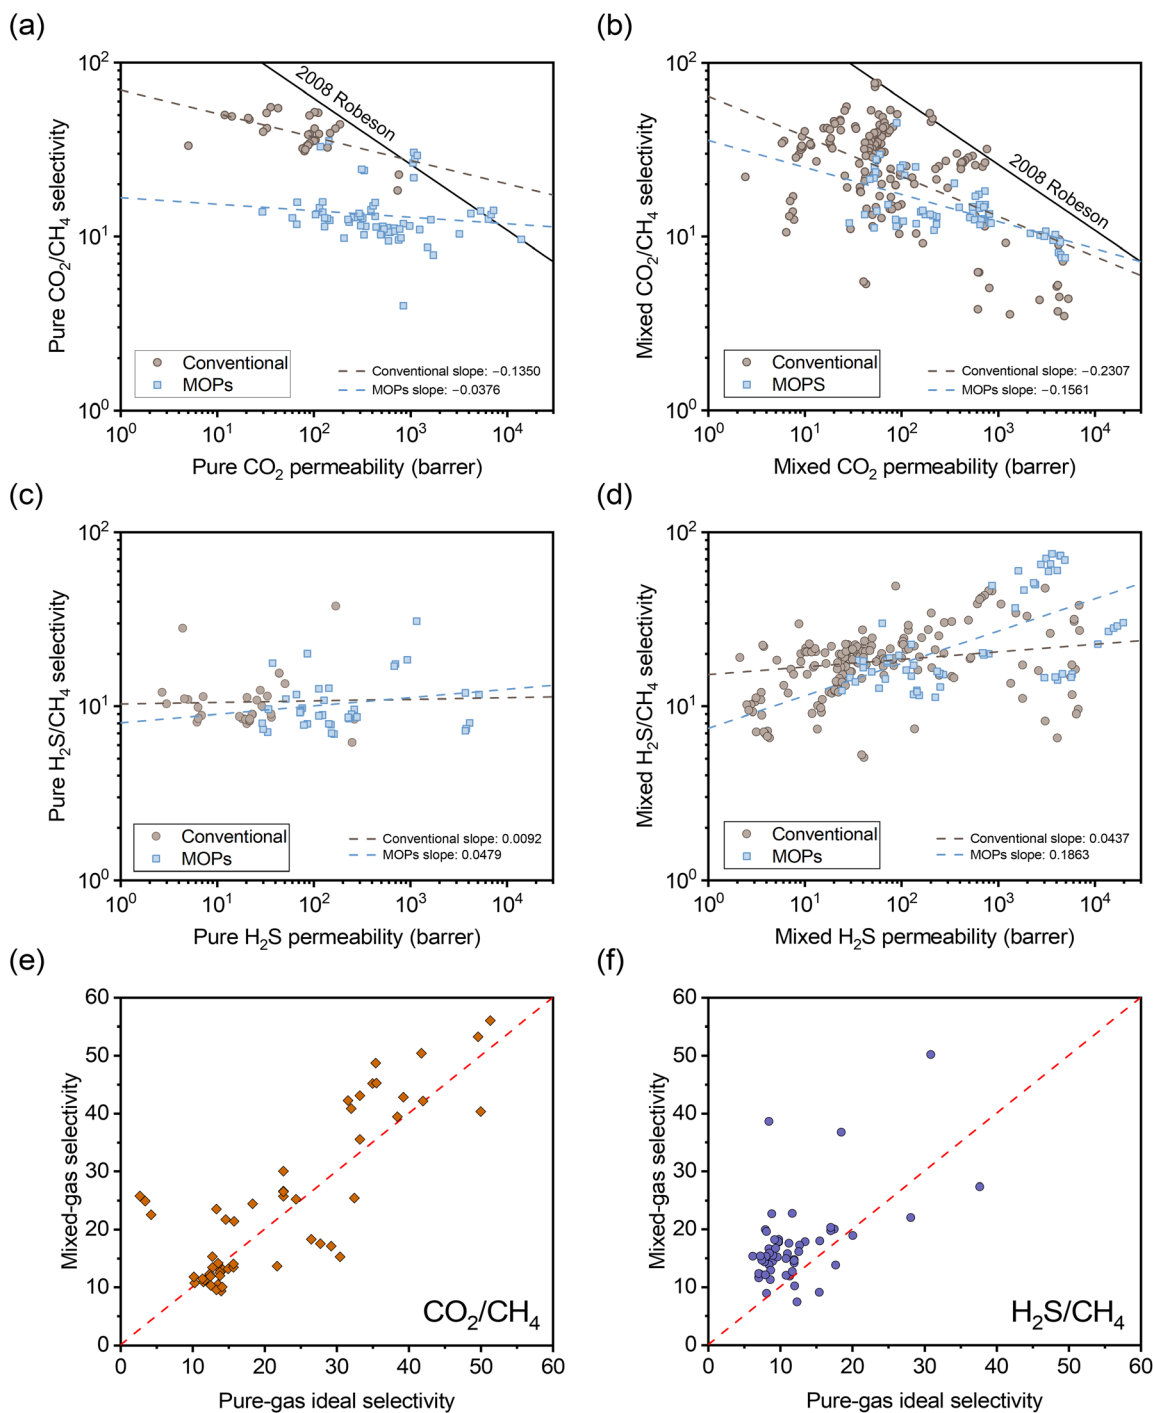 (a)
Pure CO₂/CH₄ selectivity
10²
10¹
10⁰
2008 Robeson
Conventional
MOPs
Conventional slope: −0.1350
MOPs slope: −0.0376
10⁰ 10¹ 10² 10³ 10⁴
Pure CO₂ permeability (barrer)
(b)
Mixed CO₂/CH₄ selectivity
10²
10¹
10⁰
2008 Robeson
Conventional
MOPS
Conventional slope: −0.2307
MOPs slope: −0.1561
10⁰ 10¹ 10² 10³ 10⁴
Mixed CO₂ permeability (barrer)
(c)
Pure H₂S/CH₄ selectivity
10²
10¹
10⁰
Conventional
MOPs
Conventional slope: 0.0092
MOPs slope: 0.0479
10⁰ 10¹ 10² 10³ 10⁴
Pure H₂S permeability (barrer)
(d)
Mixed H₂S/CH₄ selectivity
10²
10¹
10⁰
Conventional
MOPs
Conventional slope: 0.0437
MOPs slope: 0.1863
10⁰ 10¹ 10² 10³ 10⁴
Mixed H₂S permeability (barrer)
(e)
Mixed-gas selectivity
60
50
40
30
20
10
0
CO₂/CH₄
0 10 20 30 40 50 60
Pure-gas ideal selectivity
(f)
Mixed-gas selectivity
60
50
40
30
20
10
0
H₂S/CH₄
0 10 20 30 40 50 60
Pure-gas ideal selectivity